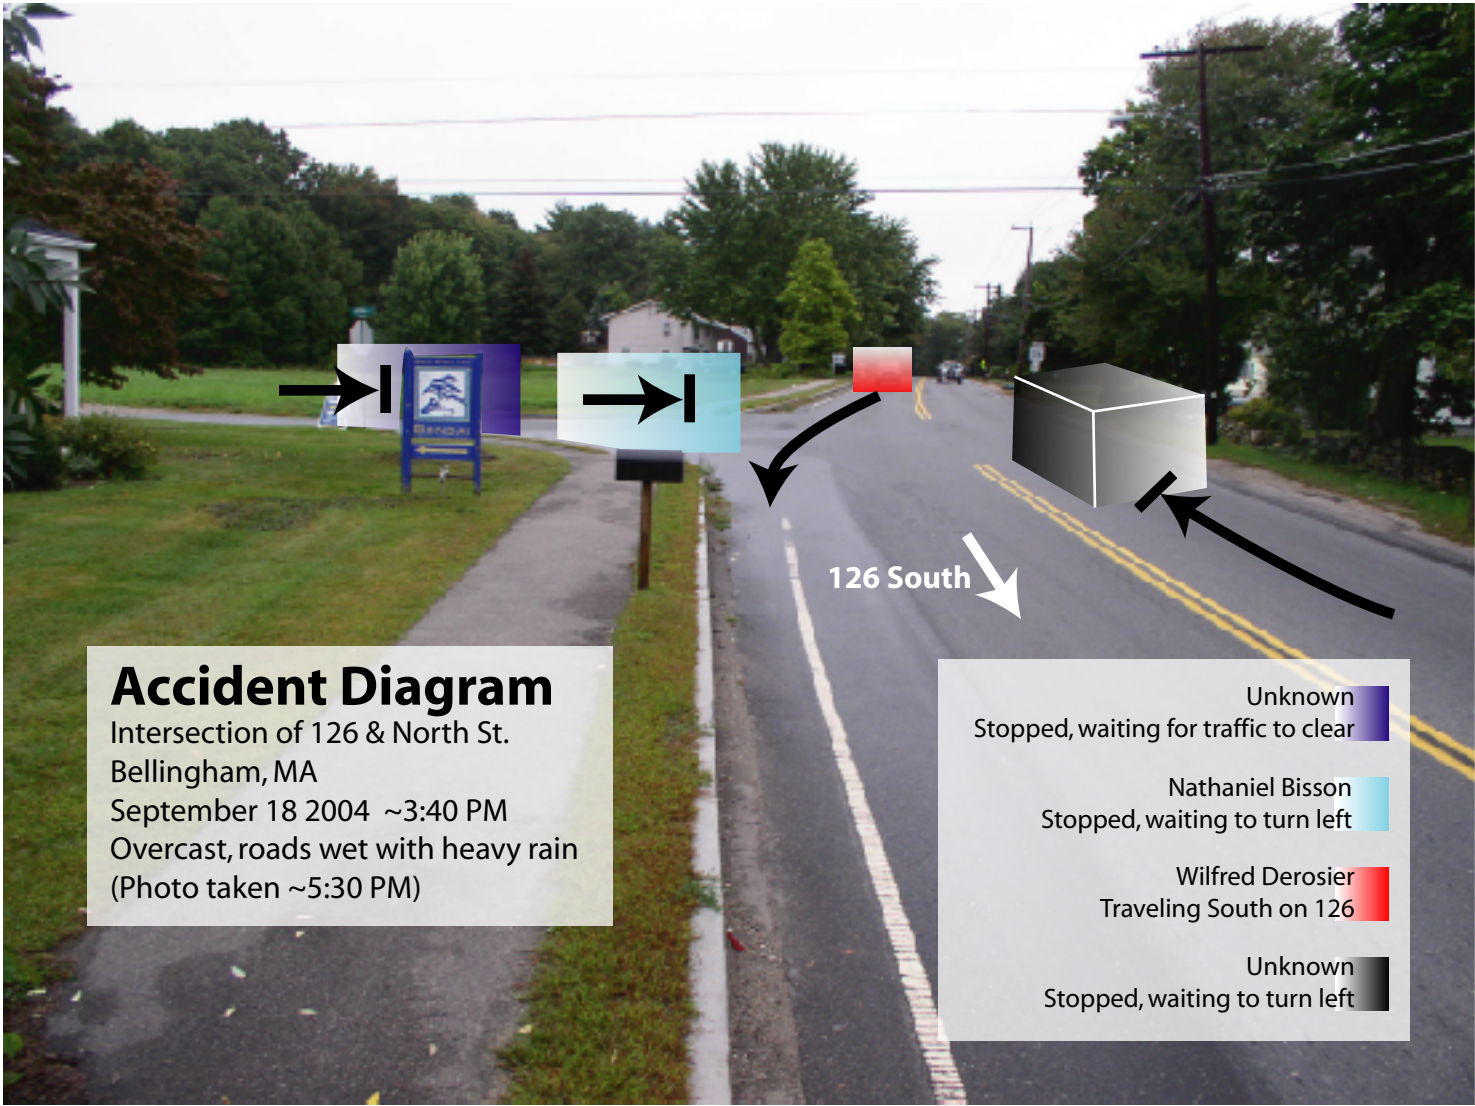 BONSAI
126 South
Accident Diagram
Intersection of 126 & North St.
Bellingham, MA
September 18 2004 ~3:40 PM
Overcast, roads wet with heavy rain
(Photo taken ~5:30 PM)
Unknown
Stopped, waiting for traffic to clear
Nathaniel Bisson
Stopped, waiting to turn left
Wilfred Derosier
Traveling South on 126
Unknown
Stopped, waiting to turn left